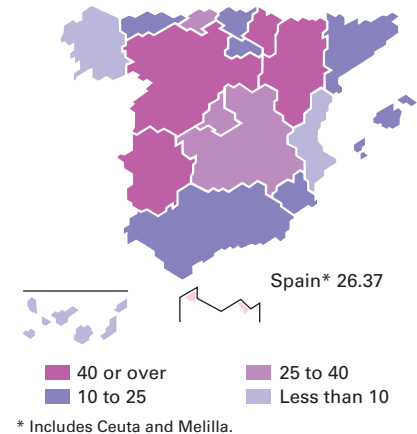 Spain* 26.37
40 or over
25 to 40
10 to 25
Less than 10
* Includes Ceuta and Melilla.